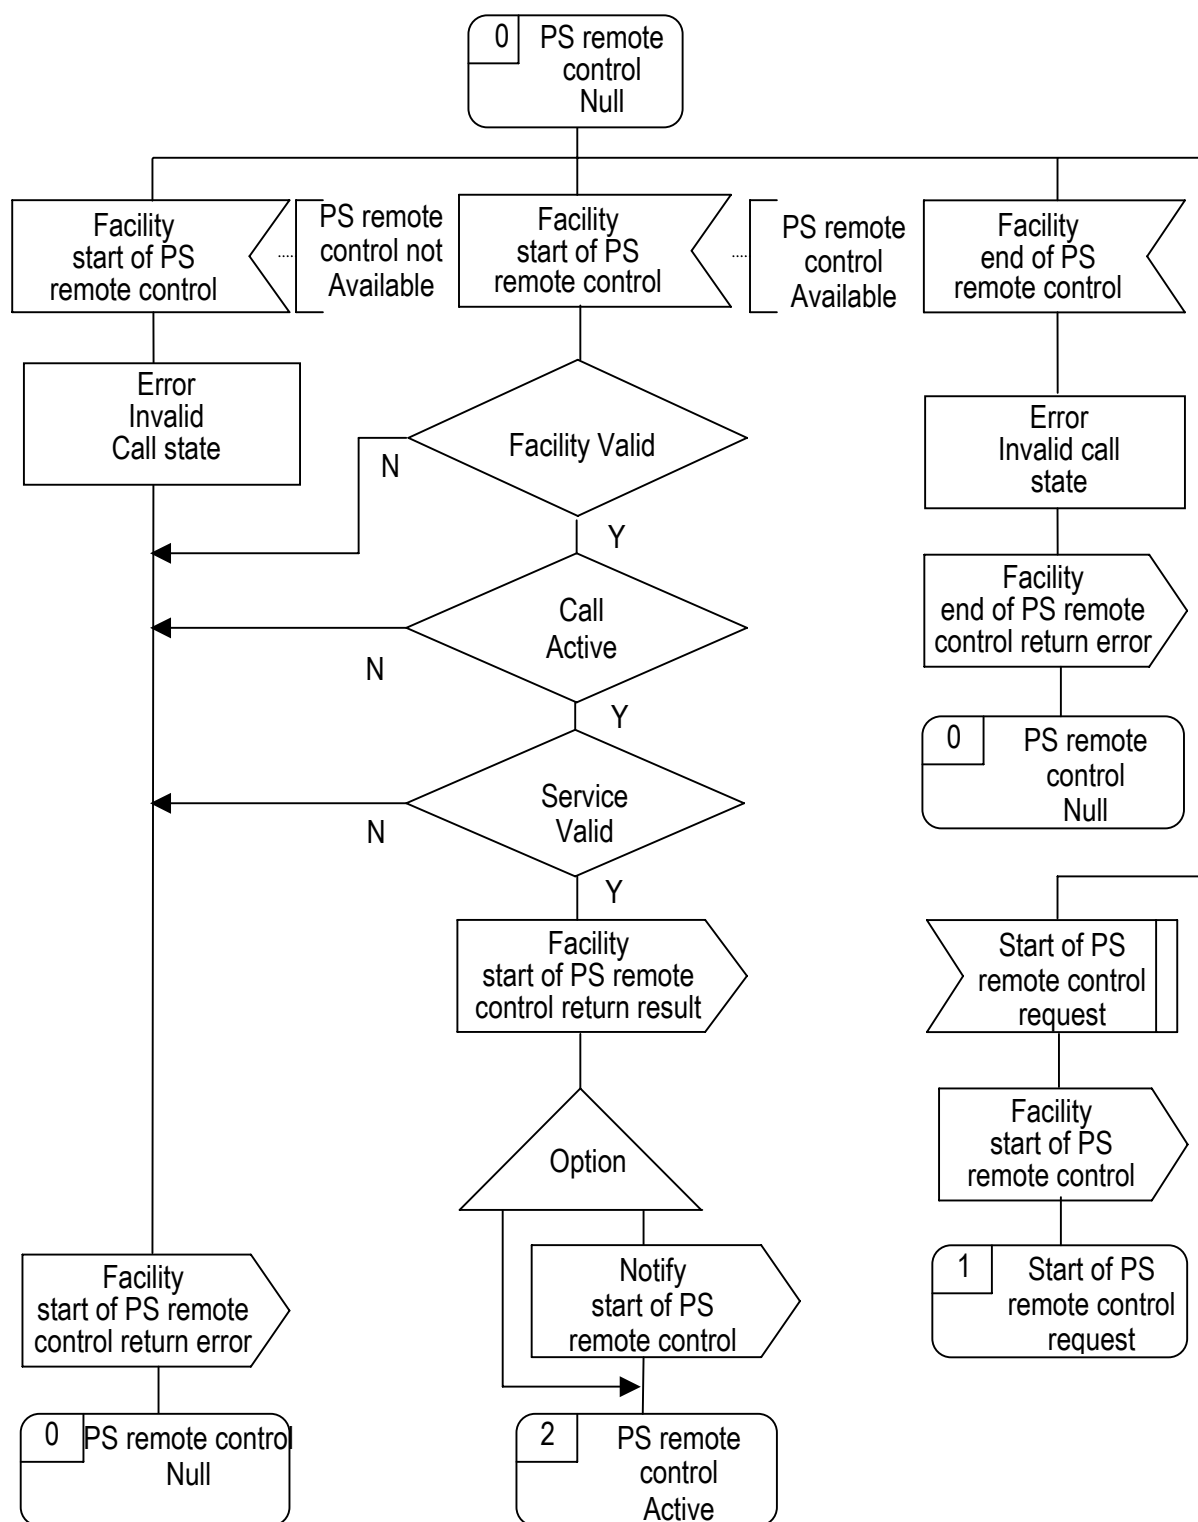 0
PS remote
control
Null
Facility
start of PS
remote control
PS remote
control not
Available
Facility
start of PS
remote control
PS remote
control
Available
Facility
end of PS
remote control
Error
Invalid
Call state
Facility Valid
N
Y
Error
Invalid call
state
Call
Active
N
Y
Facility
end of PS remote
control return error
Service
Valid
N
Y
0
PS remote
control
Null
Facility
start of PS remote
control return result
Start of PS
remote control
request
Option
Facility
start of PS
remote control
Facility
start of PS remote
control return error
Notify
start of PS
remote control
1
Start of PS
remote control
request
0
PS remote control
Null
2
PS remote
control
Active